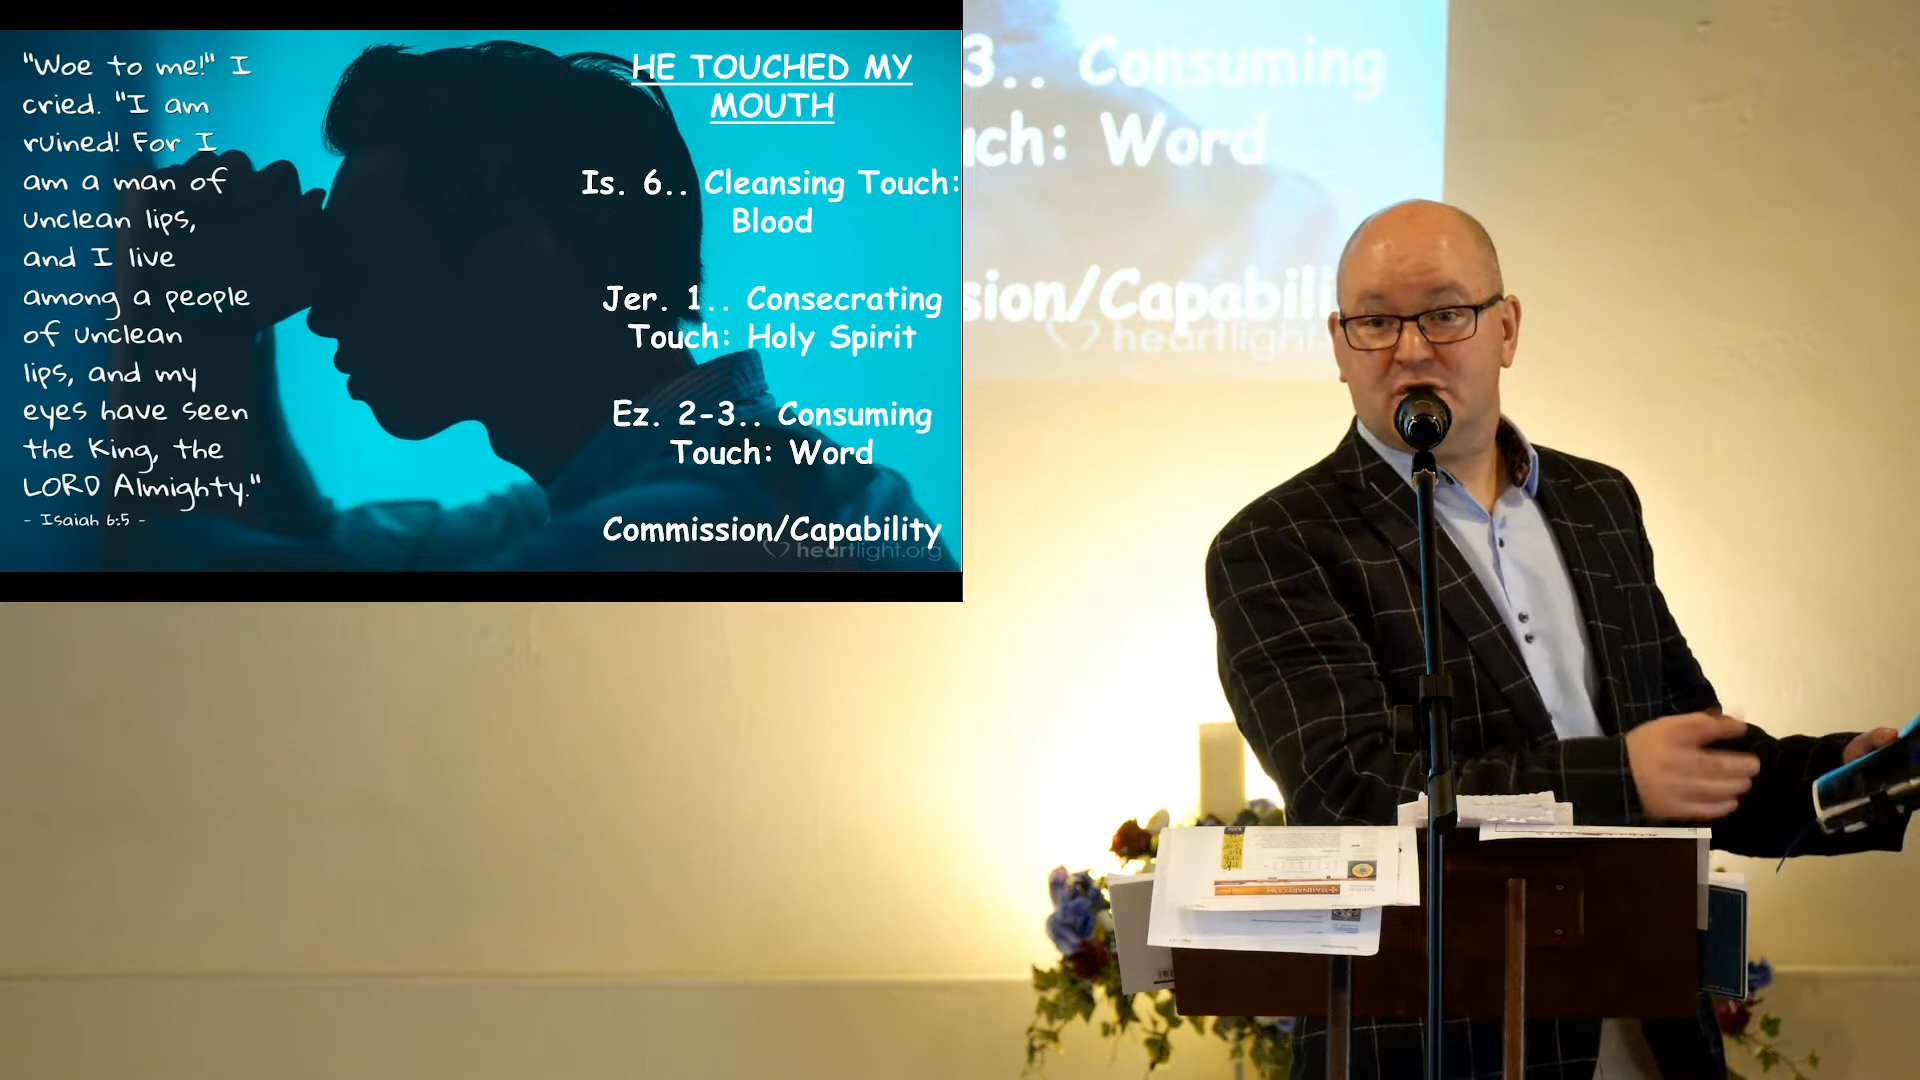 "Woe to me!" I
cried. "I am
ruined! For I
am a man of
unclean lips,
and I live
among a people
of unclean
lips, and my
eyes have seen
the King, the
LORD Almighty."
- Isaiah 6:5 -
HE TOUCHED MY
MOUTH
Is. 6.. Cleansing Touch:
Blood
Jer. 1.. Consecrating
Touch: Holy Spirit
Ez. 2-3.. Consuming
Touch: Word
Commission/Capability
heartlight.org
3.. Consuming
uch: Word
sion/Capabili
heartlight